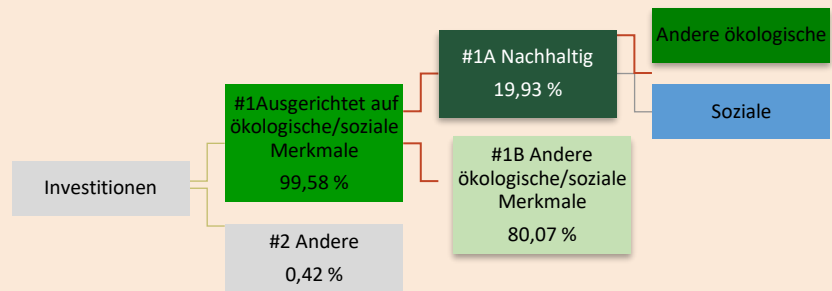 Investitionen
#1Ausgerichtet auf
ökologische/soziale
Merkmale
99,58 %
#2 Andere
0,42 %
#1A Nachhaltig
19,93 %
#1B Andere
ökologische/soziale
Merkmale
80,07 %
Andere ökologische
Soziale